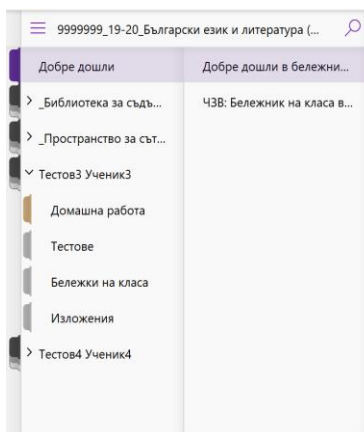 9999999_19-20_Български език и литература (...
Добре дошли
_Библиотека за съдъ...
_Пространство за сът...
Тестов3 Ученик3
Домашна работа
Тестове
Бележки на класа
Изложения
Тестов4 Ученик4
Добре дошли в бележни...
ЧЗВ: Бележник на класа в...